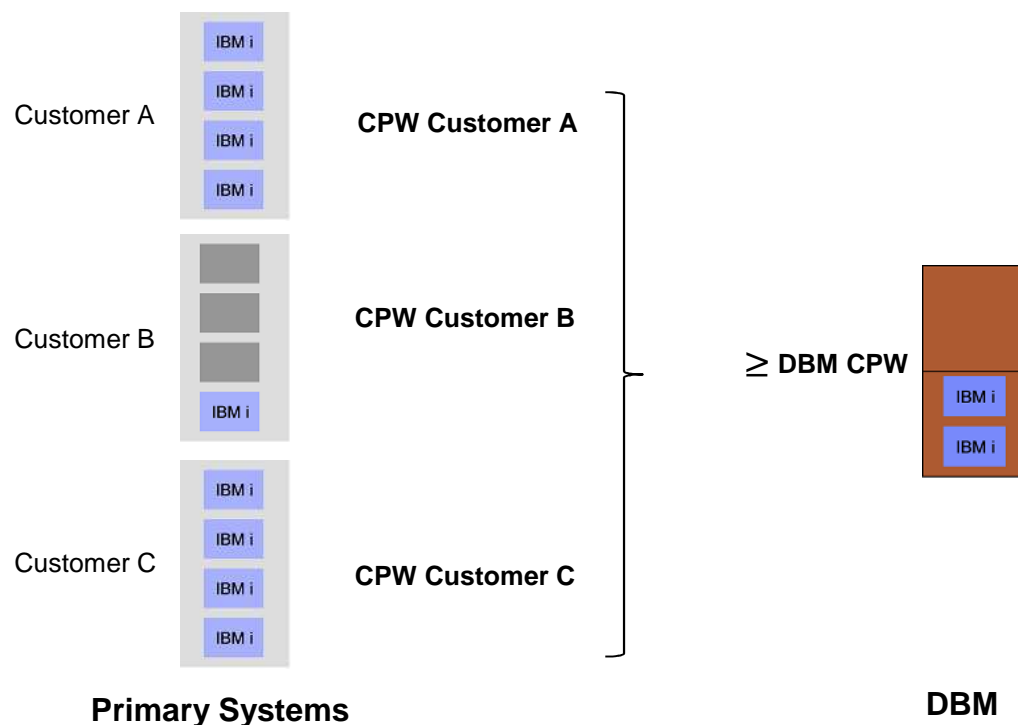 IBM i
IBM i
Customer A
CPW Customer A
IBM i
IBM i
Customer B
CPW Customer B
IBM i
≥ DBM CPW
IBM i
IBM i
IBM i
IBM i
Customer C
CPW Customer C
IBM i
IBM i
Primary Systems
DBM